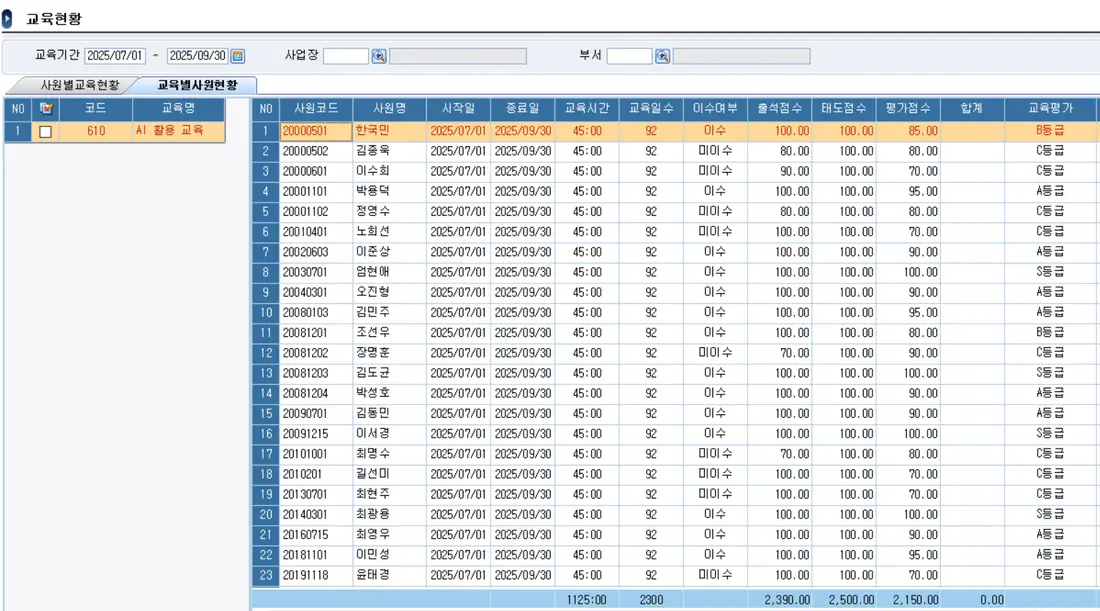 교육현황
교육기간 2025/07/01 ~ 2025/09/30 사업장 부서
사원별교육현황 교육별사원현황
NO 코드 교육명
1 610 AI 활용 교육
NO 사원코드 사원명 시작일 종료일 교육시간 교육일수 이수여부 출석점수 태도점수 평가점수 합계 교육평가
1 20000501 한국민 2025/07/01 2025/09/30 45:00 92 이수 100.00 100.00 85.00 B등급
2 20000502 김종욱 2025/07/01 2025/09/30 45:00 92 미이수 80.00 100.00 80.00 C등급
3 20000601 이수희 2025/07/01 2025/09/30 45:00 92 미이수 90.00 100.00 70.00 C등급
4 20001101 박용덕 2025/07/01 2025/09/30 45:00 92 이수 100.00 100.00 95.00 A등급
5 20001102 정영수 2025/07/01 2025/09/30 45:00 92 미이수 80.00 100.00 80.00 C등급
6 20010401 노희선 2025/07/01 2025/09/30 45:00 92 미이수 100.00 100.00 70.00 C등급
7 20020603 이준상 2025/07/01 2025/09/30 45:00 92 이수 100.00 100.00 90.00 A등급
8 20030701 엄현애 2025/07/01 2025/09/30 45:00 92 이수 100.00 100.00 100.00 S등급
9 20040301 오진형 2025/07/01 2025/09/30 45:00 92 이수 100.00 100.00 90.00 A등급
10 20080103 김민주 2025/07/01 2025/09/30 45:00 92 이수 100.00 100.00 95.00 A등급
11 20081201 조선우 2025/07/01 2025/09/30 45:00 92 이수 100.00 100.00 80.00 B등급
12 20081202 장명훈 2025/07/01 2025/09/30 45:00 92 미이수 70.00 100.00 90.00 C등급
13 20081203 김도균 2025/07/01 2025/09/30 45:00 92 이수 100.00 100.00 100.00 S등급
14 20081204 박성호 2025/07/01 2025/09/30 45:00 92 이수 100.00 100.00 90.00 A등급
15 20090701 김동민 2025/07/01 2025/09/30 45:00 92 이수 100.00 100.00 90.00 A등급
16 20091215 이서경 2025/07/01 2025/09/30 45:00 92 이수 100.00 100.00 100.00 S등급
17 20101001 최명수 2025/07/01 2025/09/30 45:00 92 미이수 70.00 100.00 80.00 C등급
18 2010201 길선미 2025/07/01 2025/09/30 45:00 92 미이수 100.00 100.00 70.00 C등급
19 20130701 최현주 2025/07/01 2025/09/30 45:00 92 미이수 100.00 100.00 70.00 C등급
20 20140301 최광용 2025/07/01 2025/09/30 45:00 92 이수 100.00 100.00 100.00 S등급
21 20160715 최영우 2025/07/01 2025/09/30 45:00 92 이수 100.00 100.00 90.00 A등급
22 20181101 이민성 2025/07/01 2025/09/30 45:00 92 이수 100.00 100.00 95.00 A등급
23 20191118 윤태경 2025/07/01 2025/09/30 45:00 92 미이수 100.00 100.00 70.00 C등급
1125:00 2300 2,390.00 2,500.00 2,150.00 0.00